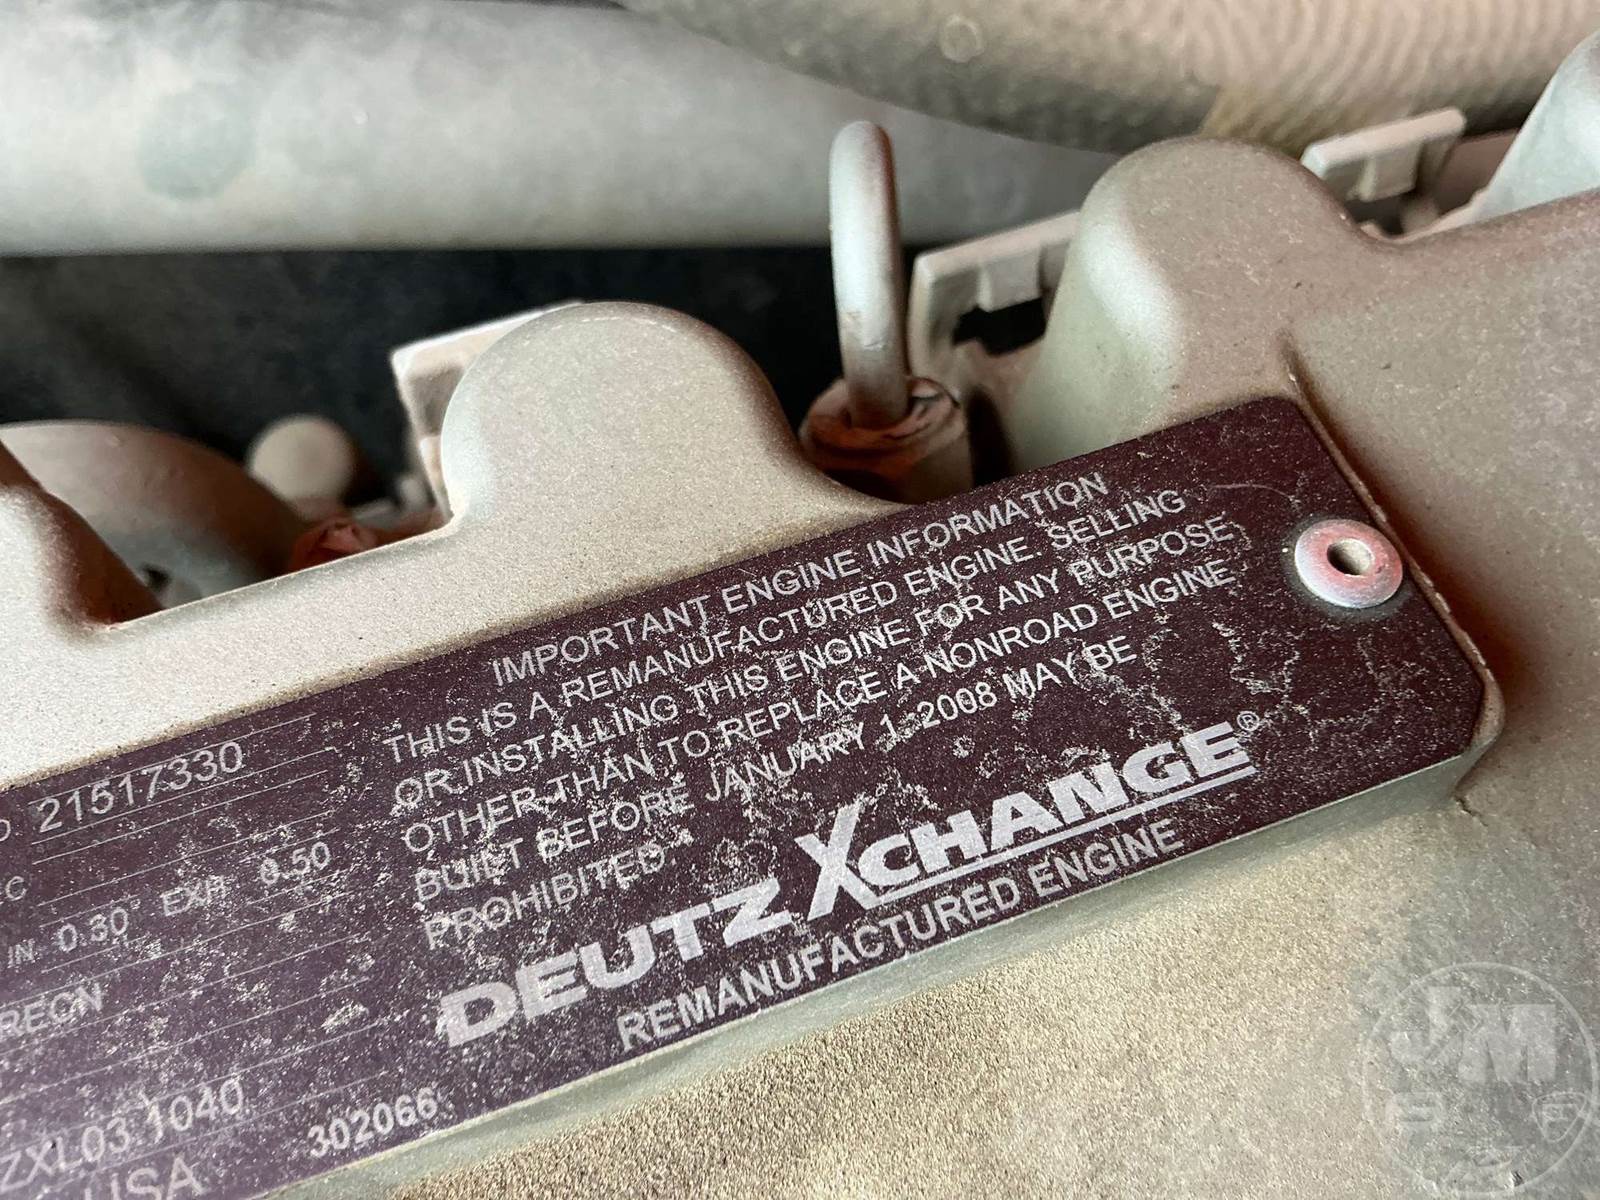 IMPORTANT ENGINE INFORMATION
THIS IS A REMANUFACTURED ENGINE. SELLING
OR INSTALLING THIS ENGINE FOR ANY PURPOSE
OTHER THAN TO REPLACE A NONROAD ENGINE
BUILT BEFORE JANUARY 1, 2008 MAY BE
PROHIBITED.
DEUTZ XCHANGE®
REMANUFACTURED ENGINE
21517330
C
IN 0.30 EXH 0.50
RECN
ZXL03 1040
302066
USA
JM